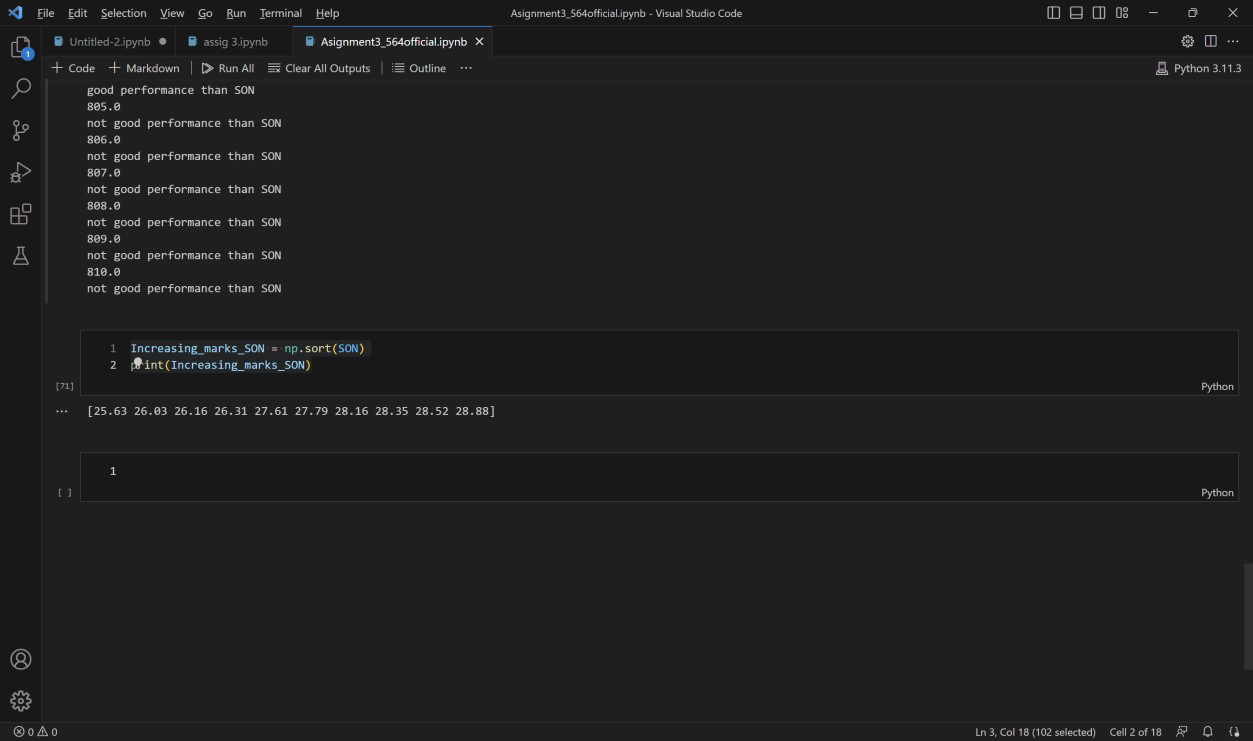 File Edit Selection View Go Run Terminal Help Asignment3_564official.ipynb - Visual Studio Code
1
Untitled-2.ipynb assig 3.ipynb Asignment3_564official.ipynb
Code Markdown Run All Clear All Outputs Outline Python 3.11.3
good performance than SON
805.0
not good performance than SON
806.0
not good performance than SON
807.0
not good performance than SON
808.0
not good performance than SON
809.0
not good performance than SON
810.0
not good performance than SON
1 Increasing_marks_SON = np.sort(SON)
2 print(Increasing_marks_SON)
[71] Python
[25.63 26.03 26.16 26.31 27.61 27.79 28.16 28.35 28.52 28.88]
1
[ ] Python
0 0 Ln 3, Col 18 (102 selected) Cell 2 of 18